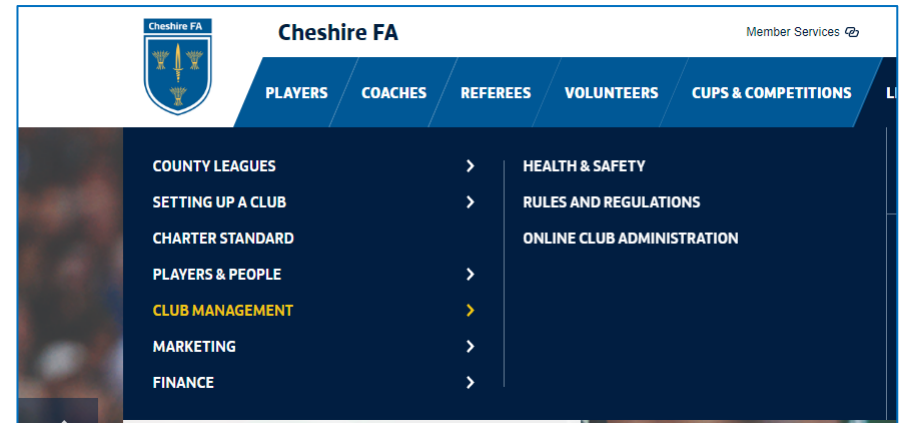 Cheshire FA
Cheshire FA
Member Services
PLAYERS
COACHES
REFEREES
VOLUNTEERS
CUPS & COMPETITIONS
COUNTY LEAGUES
SETTING UP A CLUB
CHARTER STANDARD
PLAYERS & PEOPLE
CLUB MANAGEMENT
MARKETING
FINANCE
HEALTH & SAFETY
RULES AND REGULATIONS
ONLINE CLUB ADMINISTRATION